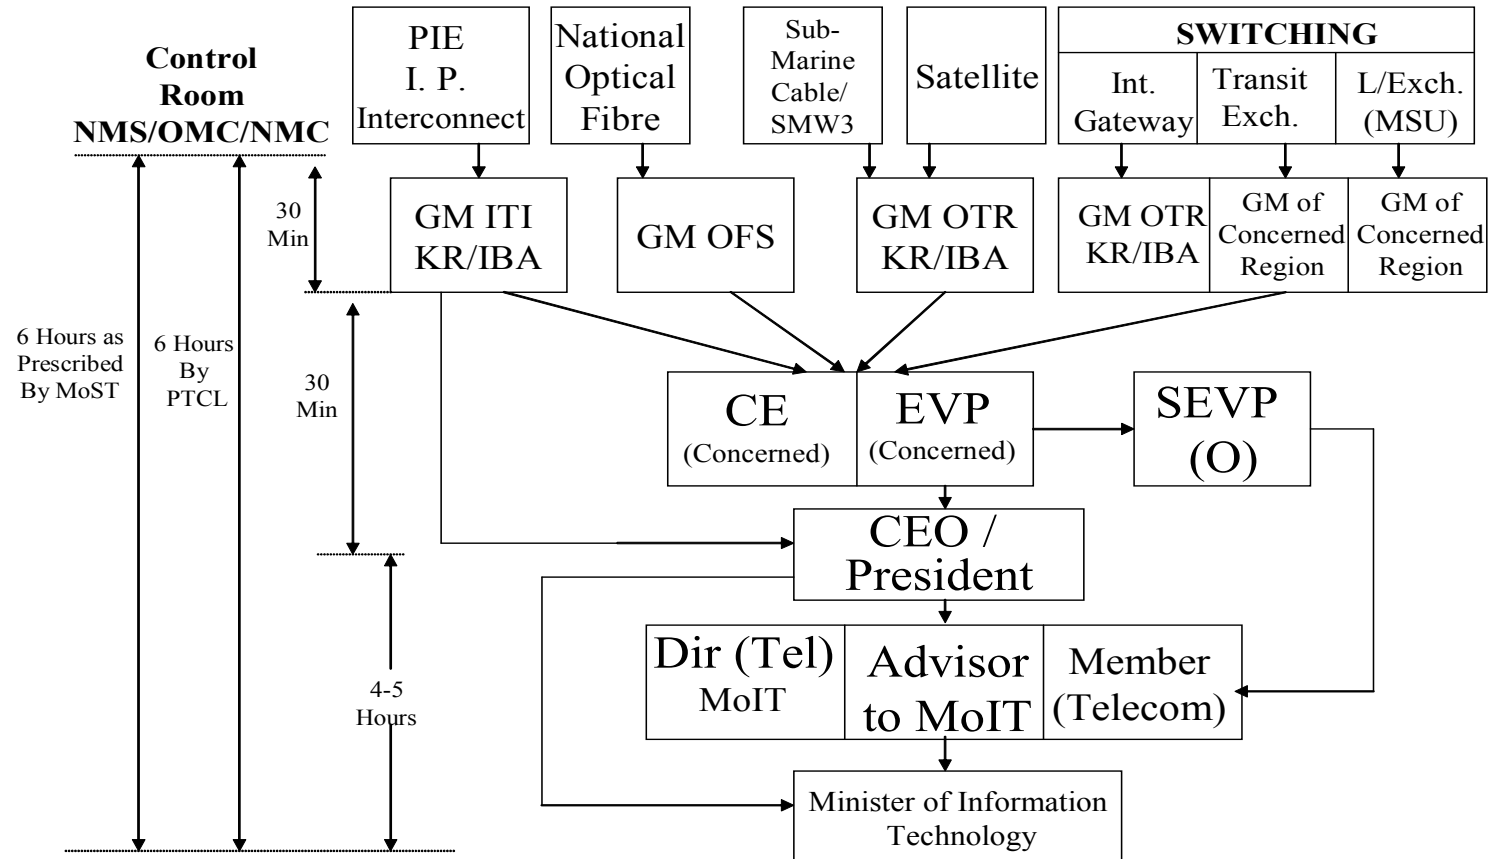 Control
Room
NMS/OMC/NMC
PIE
I. P.
Interconnect
National
Optical
Fibre
Sub-
Marine
Cable/
SMW3
Satellite
SWITCHING
Int.
Gateway
Transit
Exch.
L/Exch.
(MSU)
30
Min
GM ITI
KR/IBA
GM OFS
GM OTR
KR/IBA
GM OTR
KR/IBA
GM of
Concerned
Region
GM of
Concerned
Region
6 Hours as
Prescribed
By MoST
6 Hours
By
PTCL
30
Min
CE
(Concerned)
EVP
(Concerned)
SEVP
(O)
CEO /
President
4-5
Hours
Dir (Tel)
MoIT
Advisor
to MoIT
Member
(Telecom)
Minister of Information
Technology